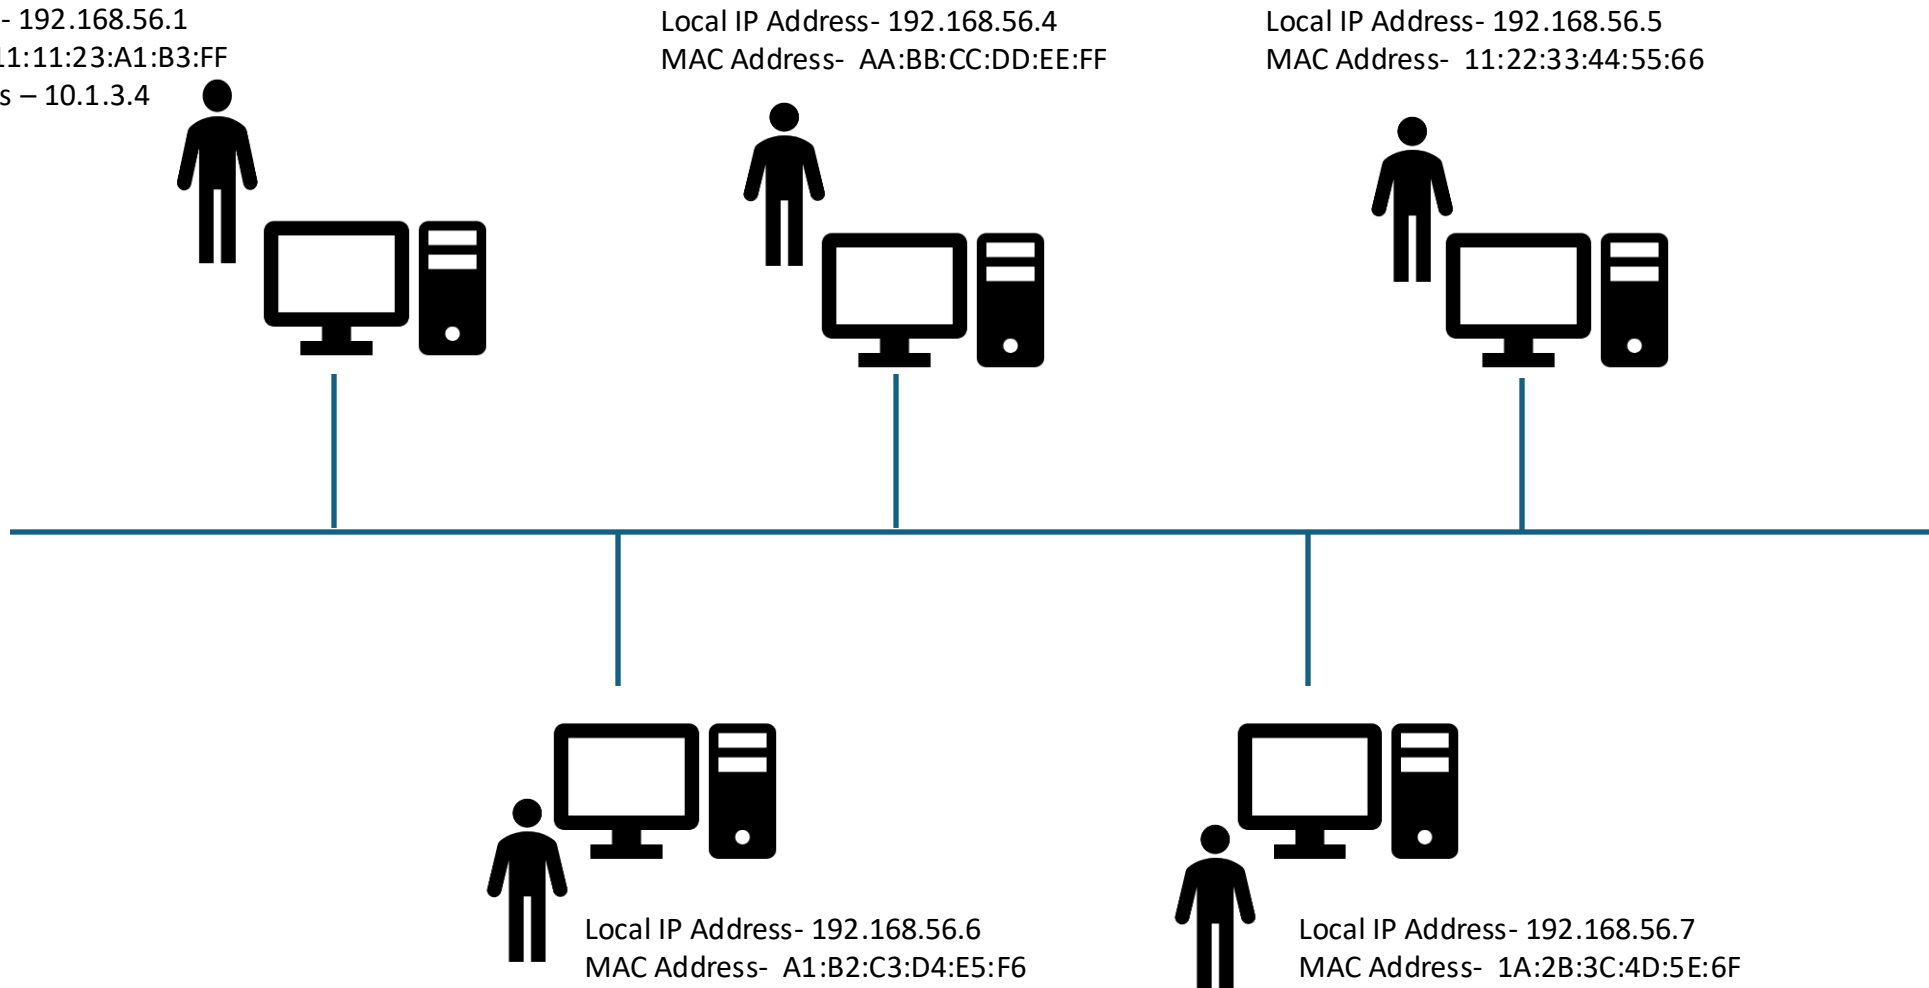 - 192.168.56.1
11:11:23:A1:B3:FF
s – 10.1.3.4
Local IP Address- 192.168.56.4
MAC Address- AA:BB:CC:DD:EE:FF
Local IP Address- 192.168.56.5
MAC Address- 11:22:33:44:55:66
Local IP Address- 192.168.56.6
MAC Address- A1:B2:C3:D4:E5:F6
Local IP Address- 192.168.56.7
MAC Address- 1A:2B:3C:4D:5E:6F